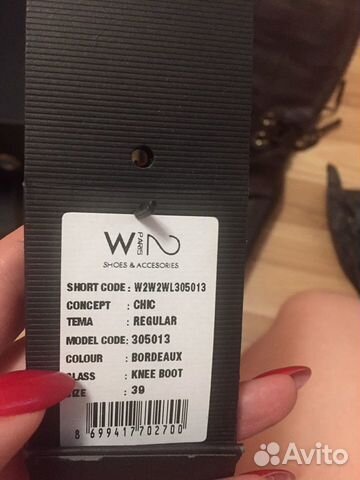 W2
PARIS
SHOES & ACCESORIES
SHORT CODE : W2W2WL305013
CONCEPT : CHIC
TEMA : REGULAR
MODEL CODE: 305013
COLOUR : BORDEAUX
CLASS : KNEE BOOT
SIZE : 39
8 699417 702700
Avito